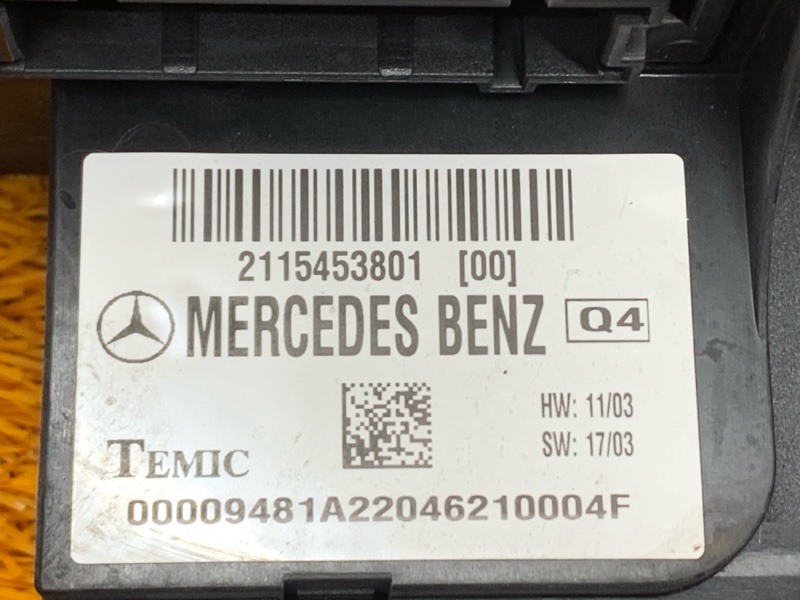 2115453801 [00]
MERCEDES BENZ Q4
HW: 11/03
SW: 17/03
TEMIC
00009481A22046210004F